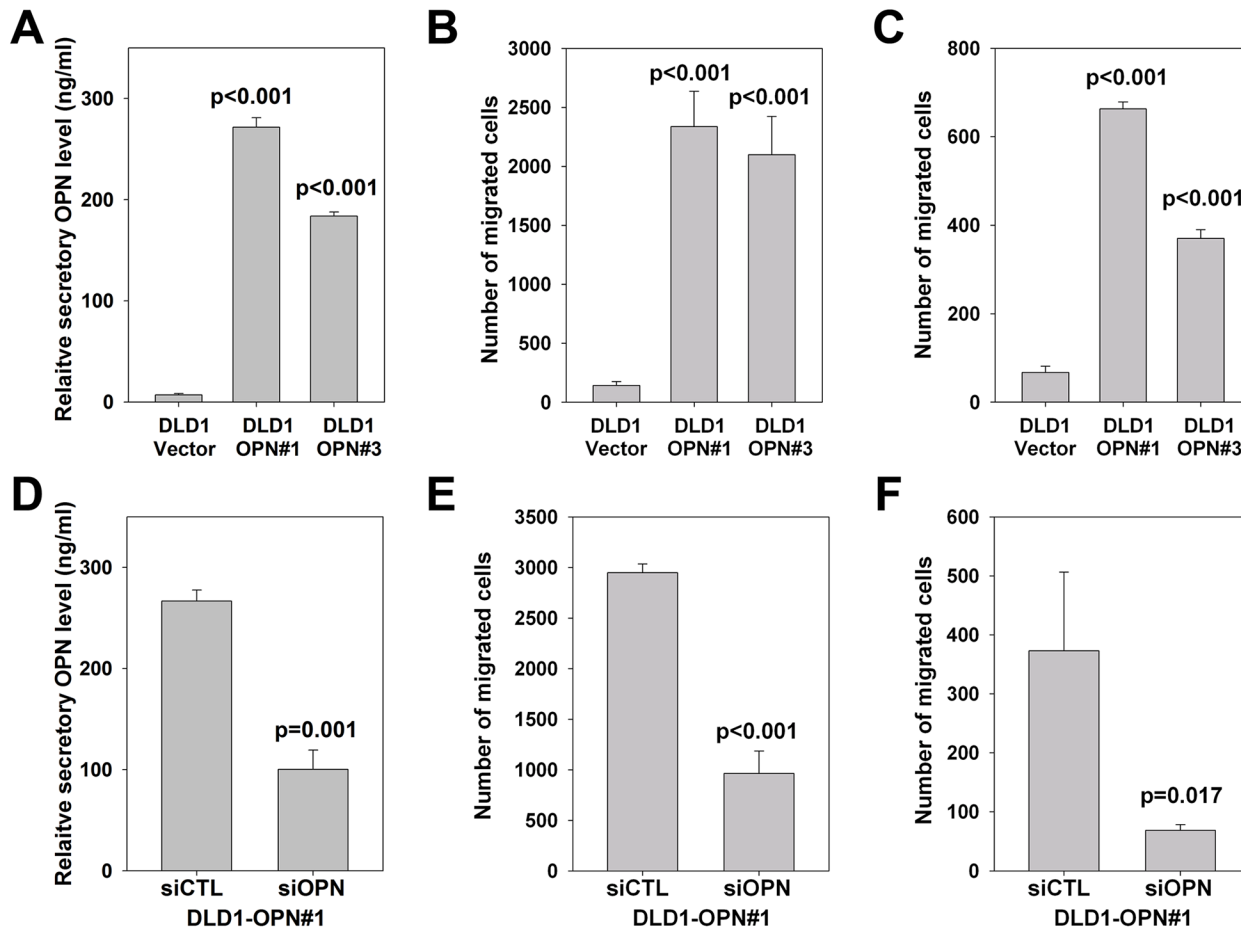 A
Relaitve secretory OPN level (ng/ml)
300
200
100
0
p<0.001
p<0.001
DLD1 DLD1 DLD1
Vector OPN#1 OPN#3
B
Number of migrated cells
3000
2500
2000
1500
1000
500
0
p<0.001
p<0.001
DLD1 DLD1 DLD1
Vector OPN#1 OPN#3
C
Number of migrated cells
800
600
400
200
0
p<0.001
p<0.001
DLD1 DLD1 DLD1
Vector OPN#1 OPN#3
D
Relaitve secretory OPN level (ng/ml)
300
200
100
0
p=0.001
siCTL siOPN
DLD1-OPN#1
E
Number of migrated cells
3500
3000
2500
2000
1500
1000
500
0
p<0.001
siCTL siOPN
DLD1-OPN#1
F
Number of migrated cells
600
500
400
300
200
100
0
p=0.017
siCTL siOPN
DLD1-OPN#1